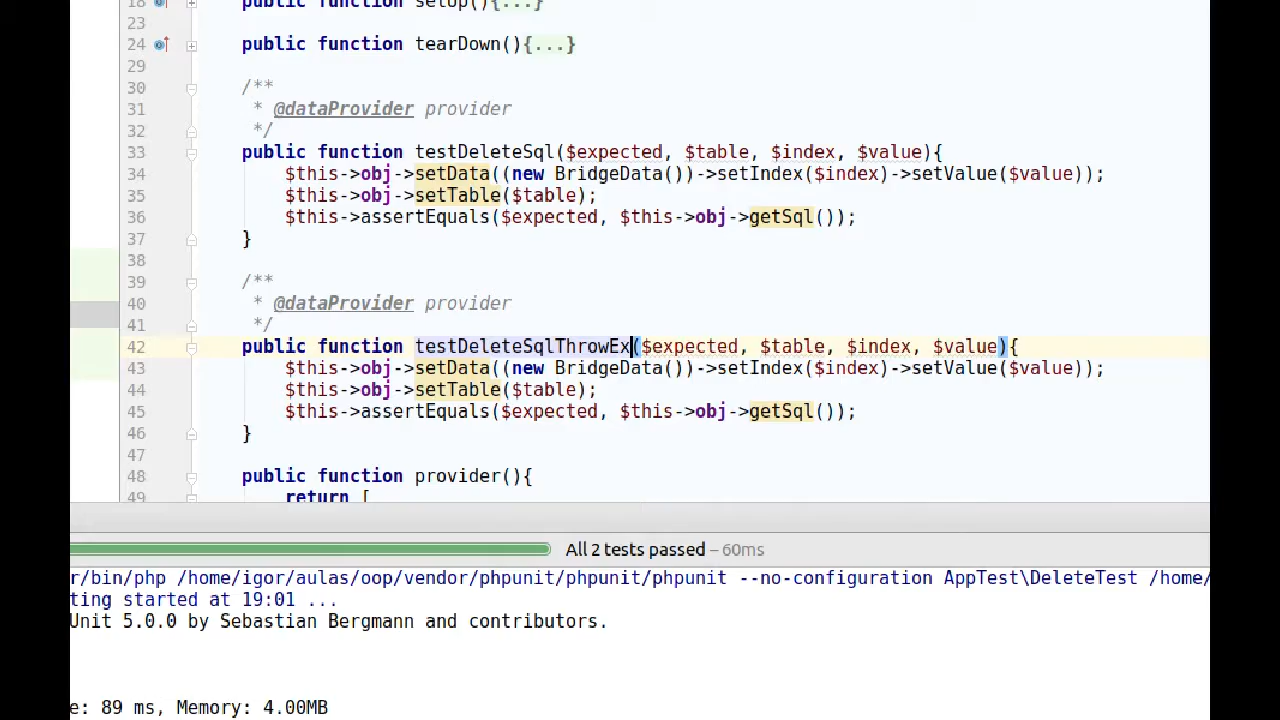 18 public function setUp(){...}
23
24 public function tearDown(){...}
29
30 /**
31 * @dataProvider provider
32 */
33 public function testDeleteSql($expected, $table, $index, $value){
34 $this->obj->setData((new BridgeData())->setIndex($index)->setValue($value));
35 $this->obj->setTable($table);
36 $this->assertEquals($expected, $this->obj->getSql());
37 }
38
39 /**
40 * @dataProvider provider
41 */
42 public function testDeleteSqlThrowEx($expected, $table, $index, $value){
43 $this->obj->setData((new BridgeData())->setIndex($index)->setValue($value));
44 $this->obj->setTable($table);
45 $this->assertEquals($expected, $this->obj->getSql());
46 }
47
48 public function provider(){
49 return [
All 2 tests passed – 60ms
r/bin/php /home/igor/aulas/oop/vendor/phpunit/phpunit/phpunit --no-configuration AppTest\DeleteTest /home/
ting started at 19:01 ...
Unit 5.0.0 by Sebastian Bergmann and contributors.
e: 89 ms, Memory: 4.00MB